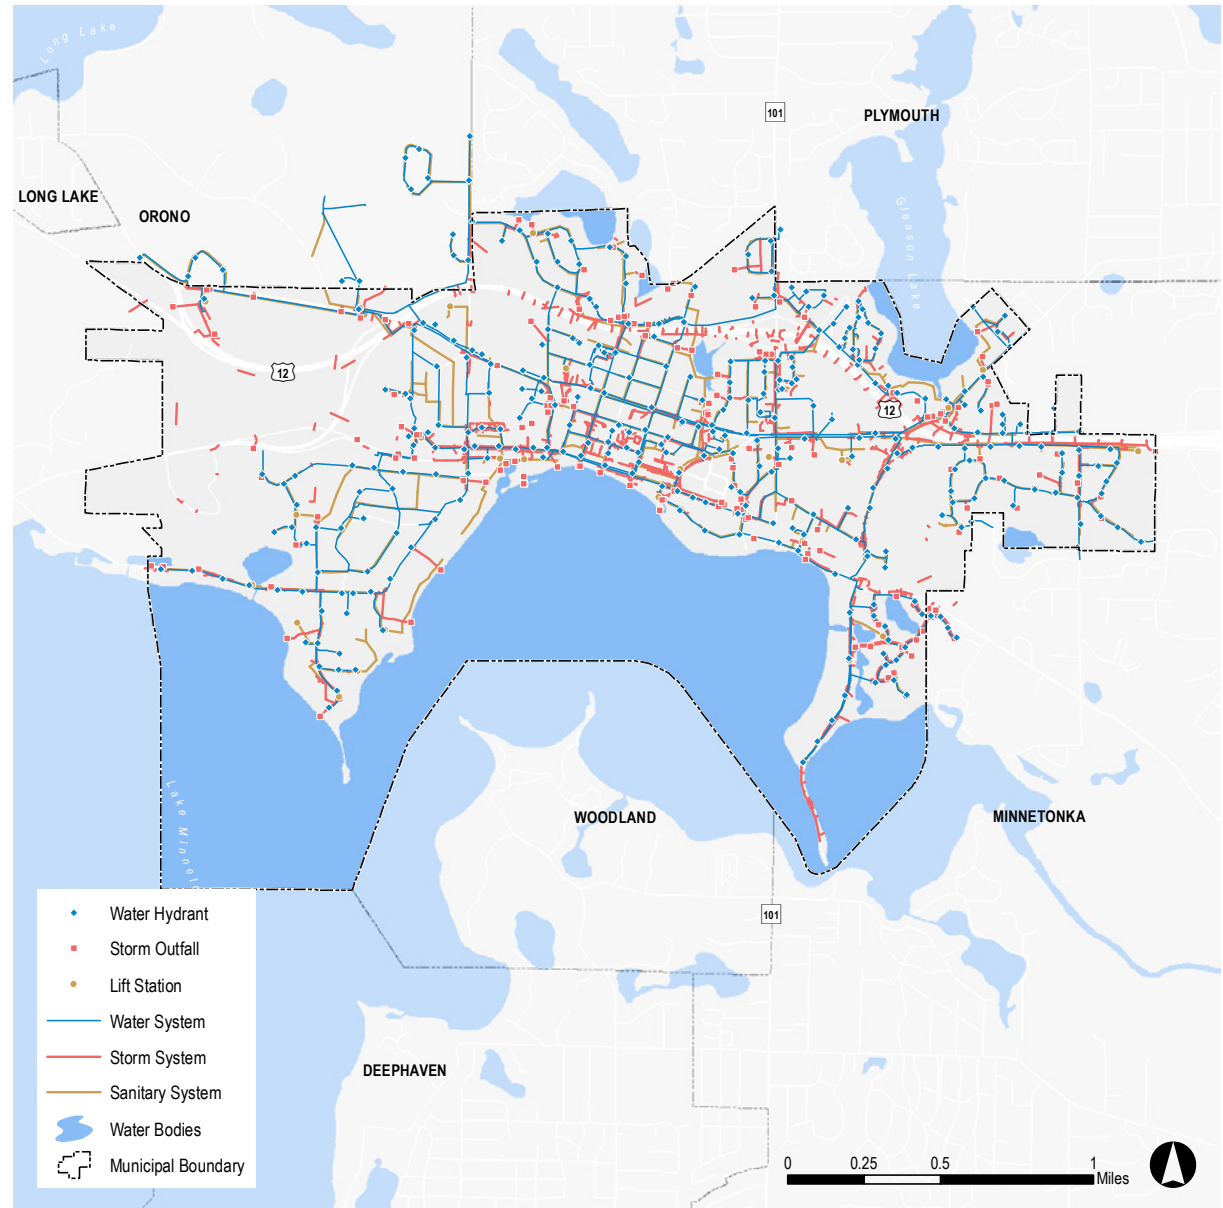 Long Lake
101
PLYMOUTH
LONG LAKE
ORONO
Gleason Lake
12
12
Lake Minnet
WOODLAND
MINNETONKA
101
DEEPHAVEN
Water Hydrant
Storm Outfall
Lift Station
Water System
Storm System
Sanitary System
Water Bodies
Municipal Boundary
0 0.25 0.5 1
Miles